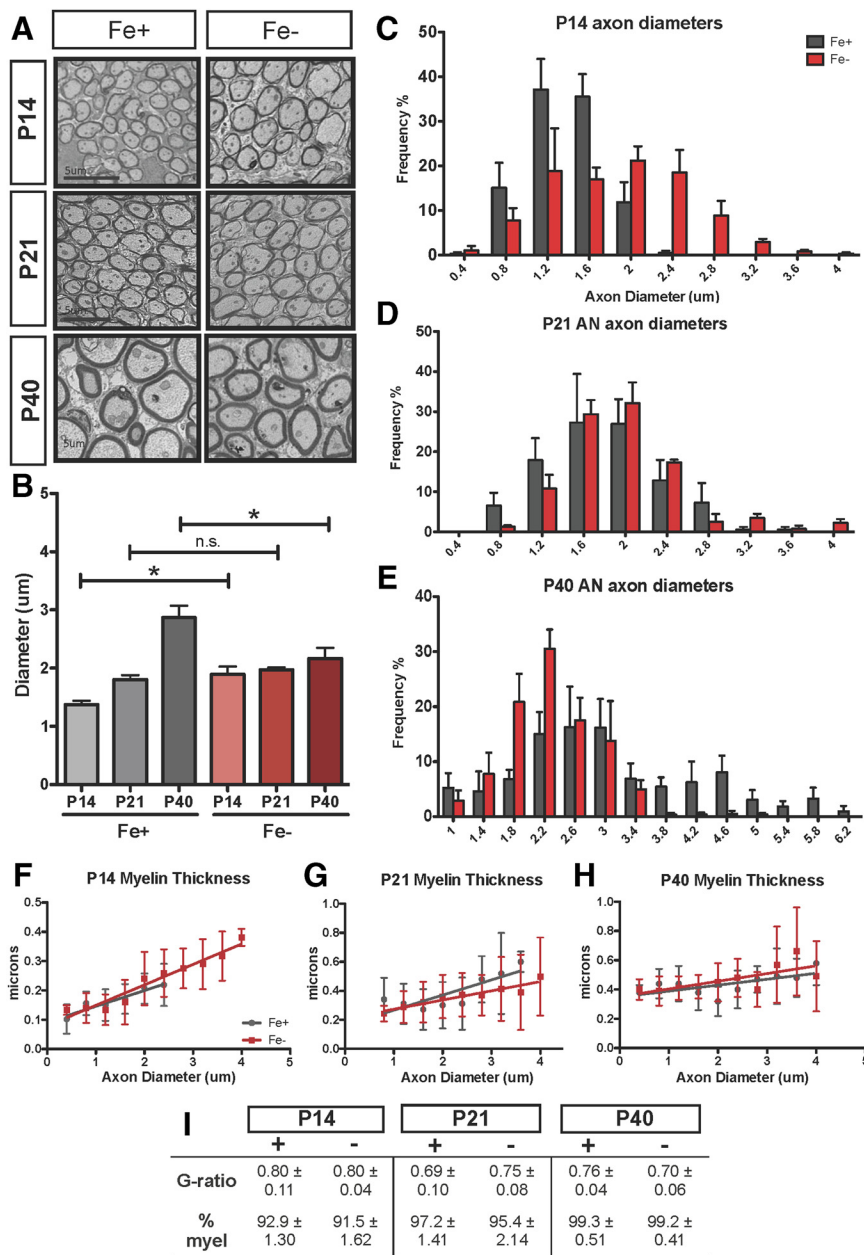 A
Fe+
Fe-
P14
5um
P21
5um
P40
5um
B
Diameter (um)
5
4
3
2
1
0
*
n.s.
*
P14
P21
P40
P14
P21
P40
Fe+
Fe-
C
P14 axon diameters
Fe+
Fe-
Frequency %
50
40
30
20
10
0
0.4
0.8
1.2
1.6
2
2.4
2.8
3.2
3.6
4
Axon Diameter (um)
D
P21 AN axon diameters
Frequency %
50
40
30
20
10
0
0.4
0.8
1.2
1.6
2
2.4
2.8
3.2
3.6
4
E
P40 AN axon diameters
Frequency %
40
30
20
10
0
1
1.4
1.8
2.2
2.6
3
3.4
3.8
4.2
4.6
5
5.4
5.8
6.2
F
P14 Myelin Thickness
microns
0.5
0.4
0.3
0.2
0.1
0.0
0
1
2
3
4
5
Axon Diameter (um)
Fe+
Fe-
G
P21 Myelin Thickness
microns
1.0
0.8
0.6
0.4
0.2
0.0
0
1
2
3
4
Axon Diameter (um)
H
P40 Myelin Thickness
microns
1.0
0.8
0.6
0.4
0.2
0.0
0
1
2
3
4
5
Axon Diameter (um)
I
P14 P21 P40
+ - + - + -
G-ratio 0.80 ± 0.80 ± 0.69 ± 0.75 ± 0.76 ± 0.70 ±
0.11 0.04 0.10 0.08 0.04 0.06
% 92.9 ± 91.5 ± 97.2 ± 95.4 ± 99.3 ± 99.2 ±
myel 1.30 1.62 1.41 2.14 0.51 0.41